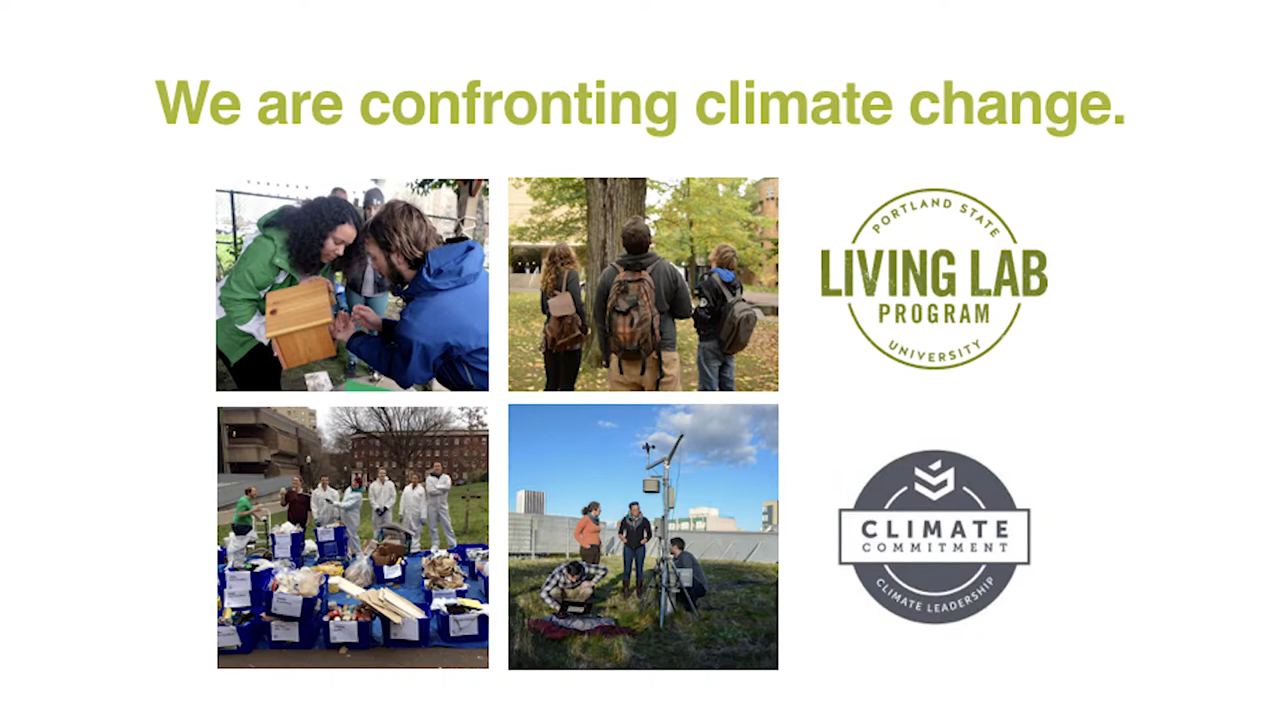 We are confronting climate change.
PORTLAND STATE
LIVING LAB
PROGRAM
UNIVERSITY
CLIMATE
COMMITMENT
CLIMATE LEADERSHIP